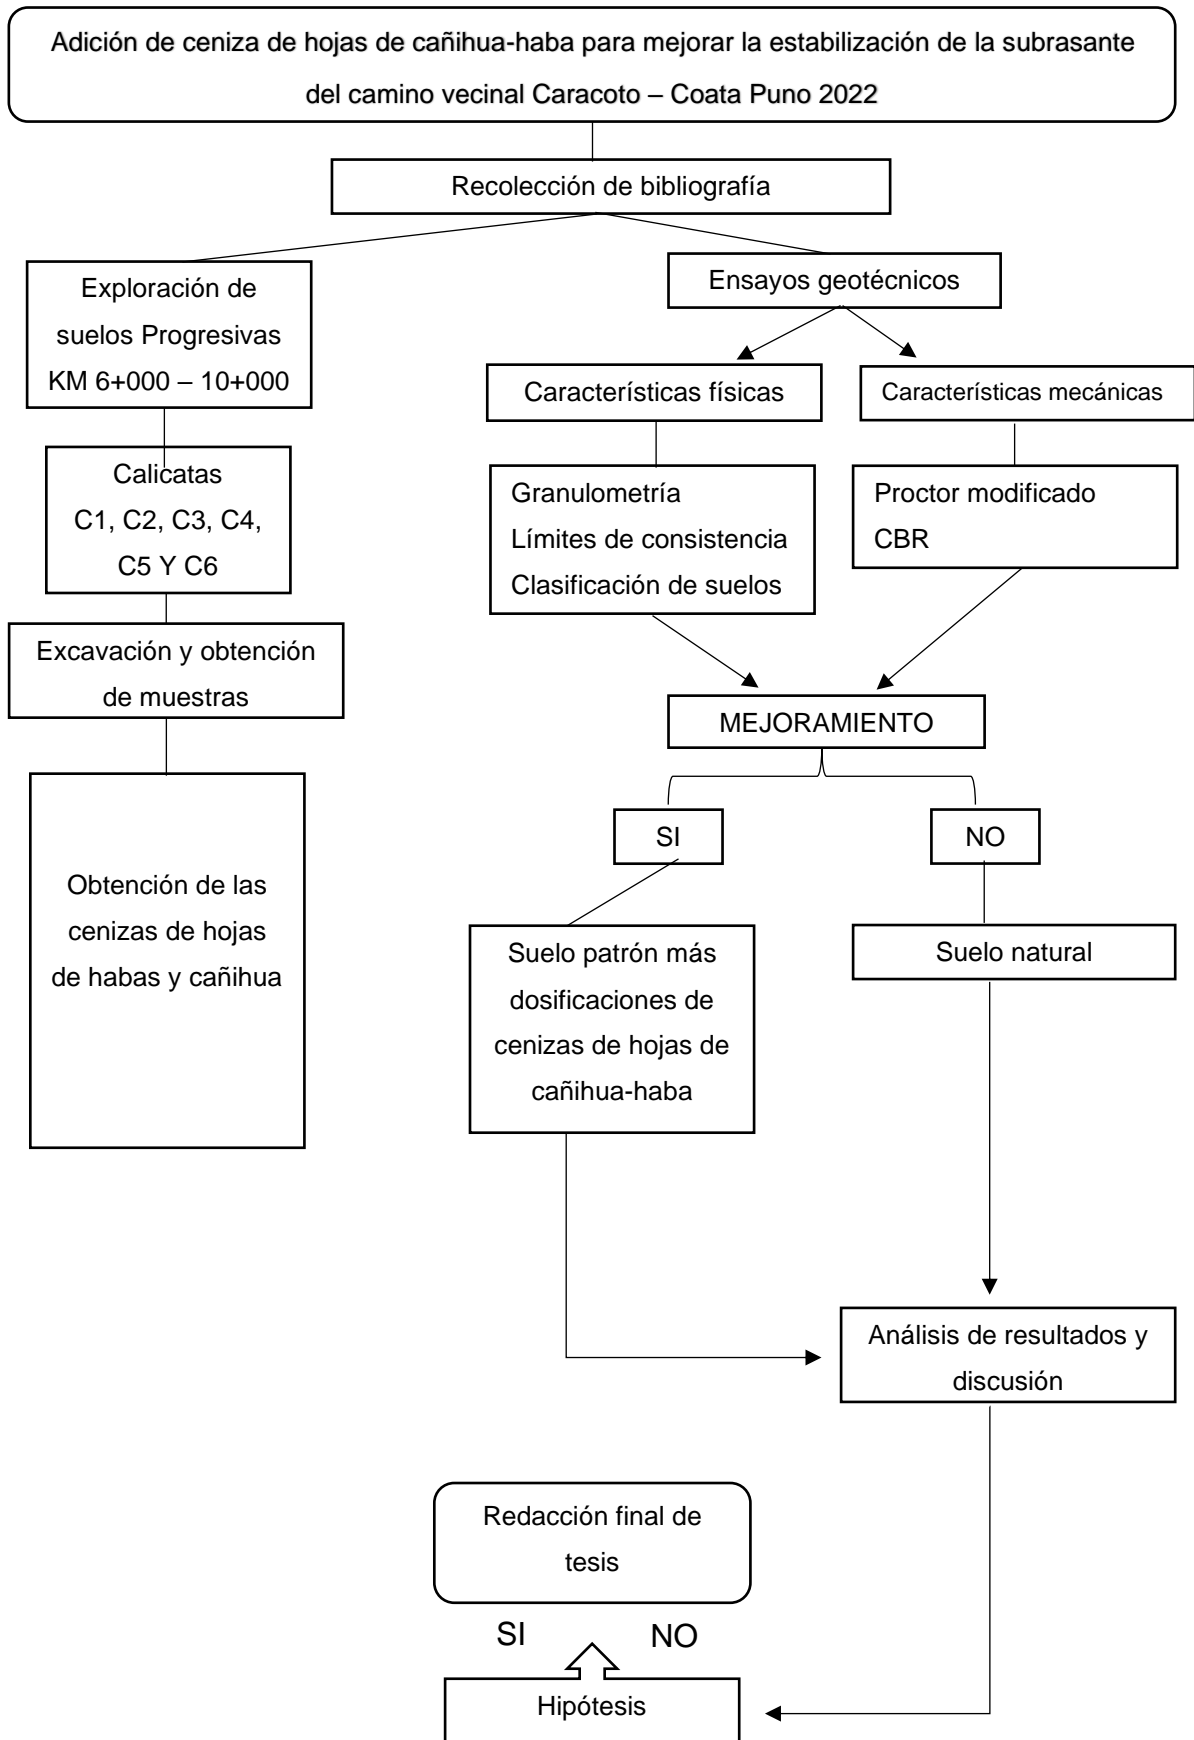 Adición de ceniza de hojas de cañihua-haba para mejorar la estabilización de la subrasante
del camino vecinal Caracoto – Coata Puno 2022
Recolección de bibliografía
Exploración de
suelos Progresivas
KM 6+000 – 10+000
Calicatas
C1, C2, C3, C4,
C5 Y C6
Excavación y obtención
de muestras
Obtención de las
cenizas de hojas
de habas y cañihua
Ensayos geotécnicos
Características físicas
Características mecánicas
Granulometría
Límites de consistencia
Clasificación de suelos
Proctor modificado
CBR
MEJORAMIENTO
SI
NO
Suelo patrón más
dosificaciones de
cenizas de hojas de
cañihua-haba
Suelo natural
Análisis de resultados y
discusión
Redacción final de
tesis
SI
NO
Hipótesis